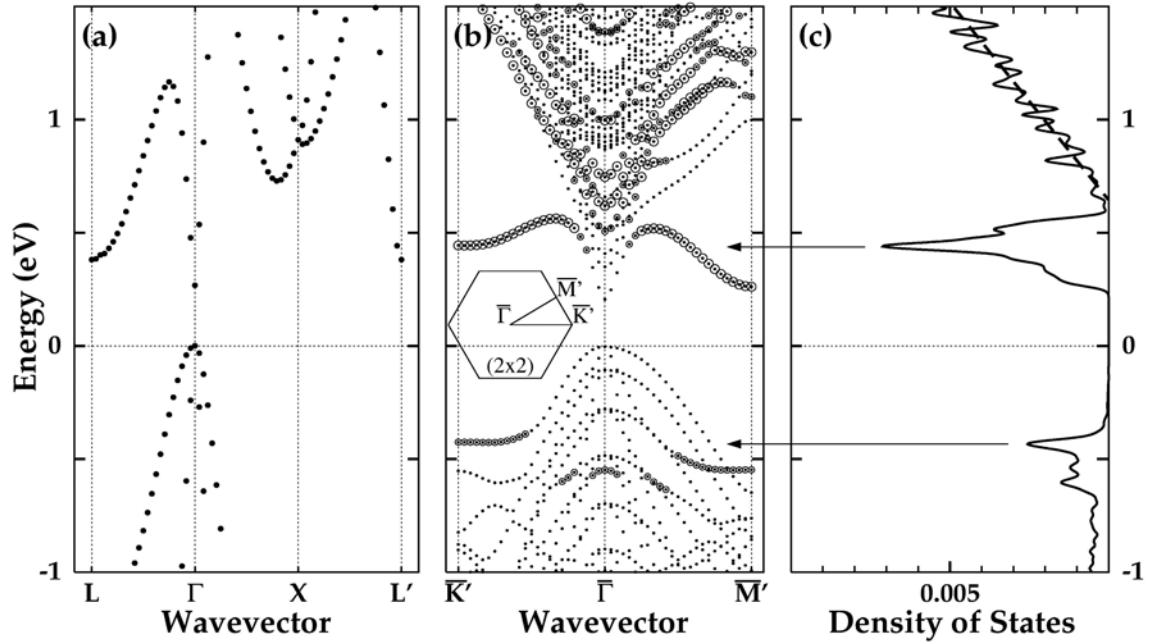 (a)
(b)
(c)
Energy (eV)
1
0
-1
L Γ X L'
Wavevector
Γ̅
M̅'
K̅'
(2x2)
K̅' Γ̅ M̅'
Wavevector
1
0
-1
0.005
Density of States